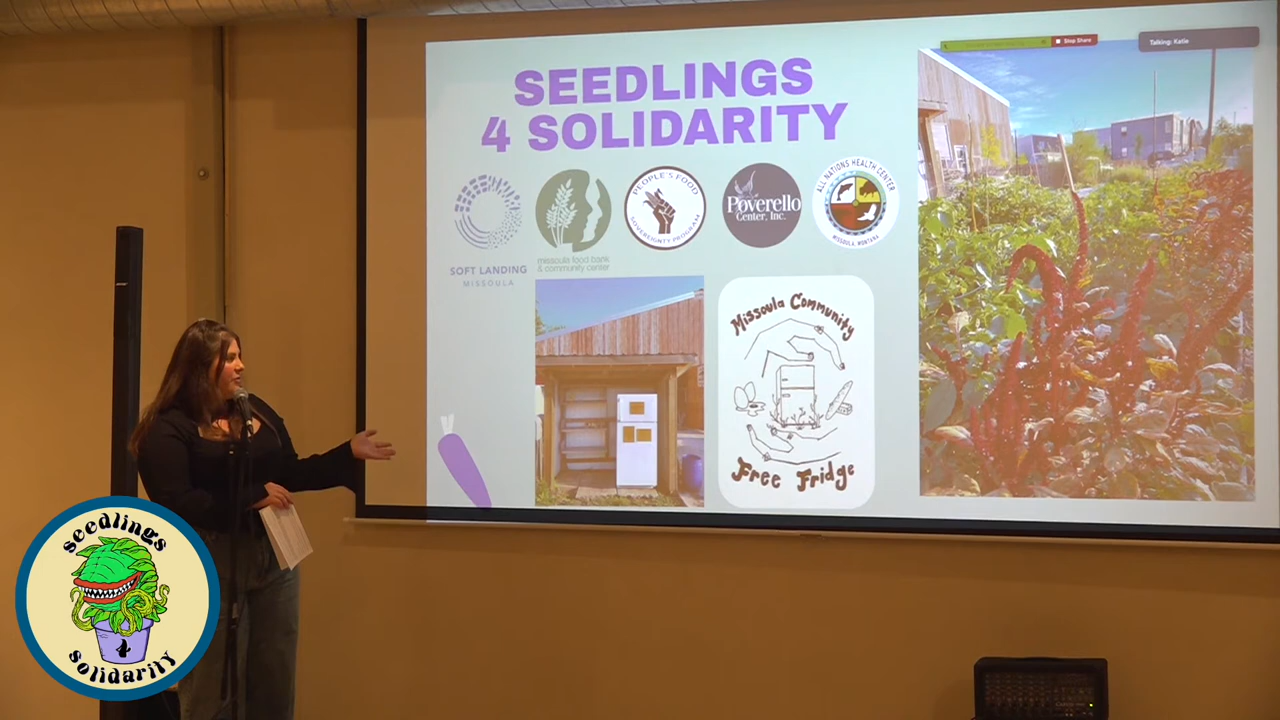 SEEDLINGS
4 SOLIDARITY
Stop Share
Talking: Katie
SOFT LANDING
MISSOULA
missoula food bank
& community center
PEOPLE'S FOOD
SOVEREIGNTY PROGRAM
Poverello
Center, Inc.
ALL NATIONS HEALTH CENTER
MISSOULA, MONTANA
Missoula Community
Free Fridge
seedlings
4
solidarity